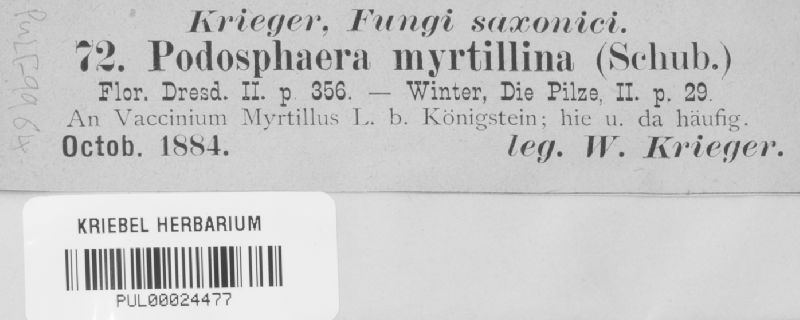 Krieger, Fungi saxonici.
72. Podosphaera myrtillina (Schub.)
Flor. Dresd. II. p. 356. — Winter, Die Pilze, II. p. 29.
An Vaccinium Myrtillus L. b. Königstein; hie u. da häufig.
Octob. 1884. leg. W. Krieger.
KRIEBEL HERBARIUM
PUL00024477